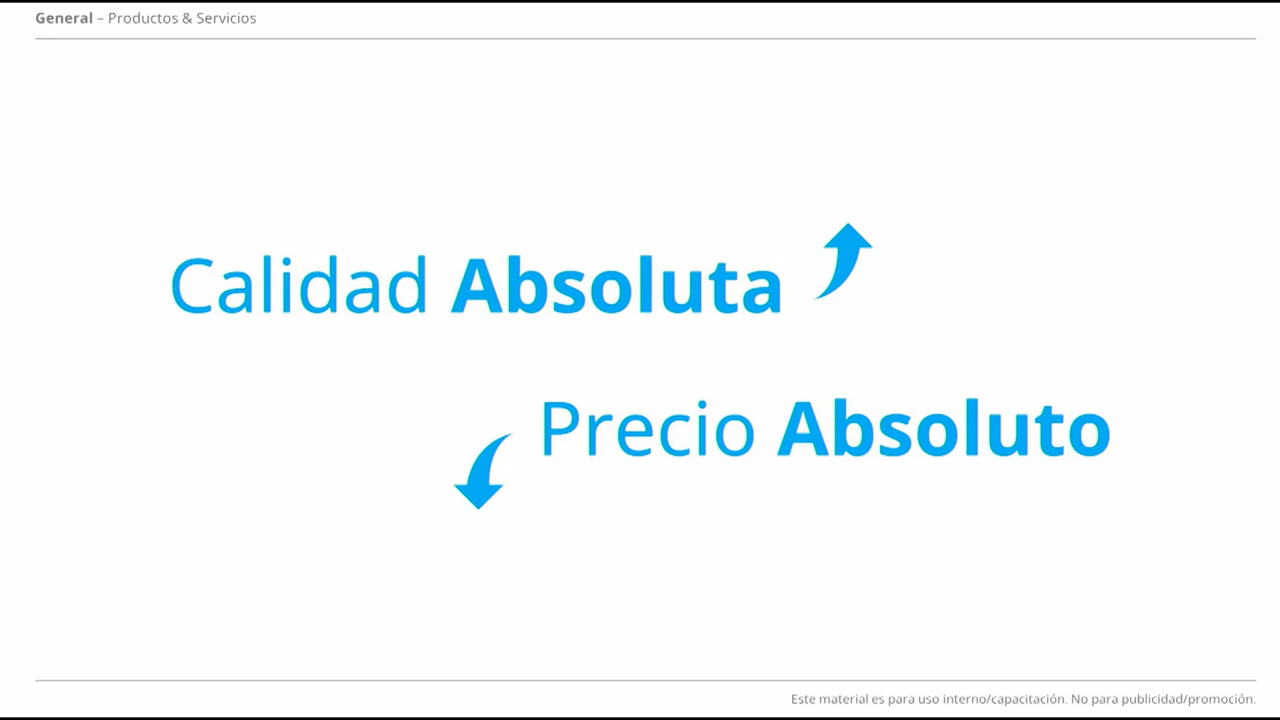 General – Productos & Servicios
Calidad Absoluta
Precio Absoluto
Este material es para uso interno/capacitación. No para publicidad/promoción.